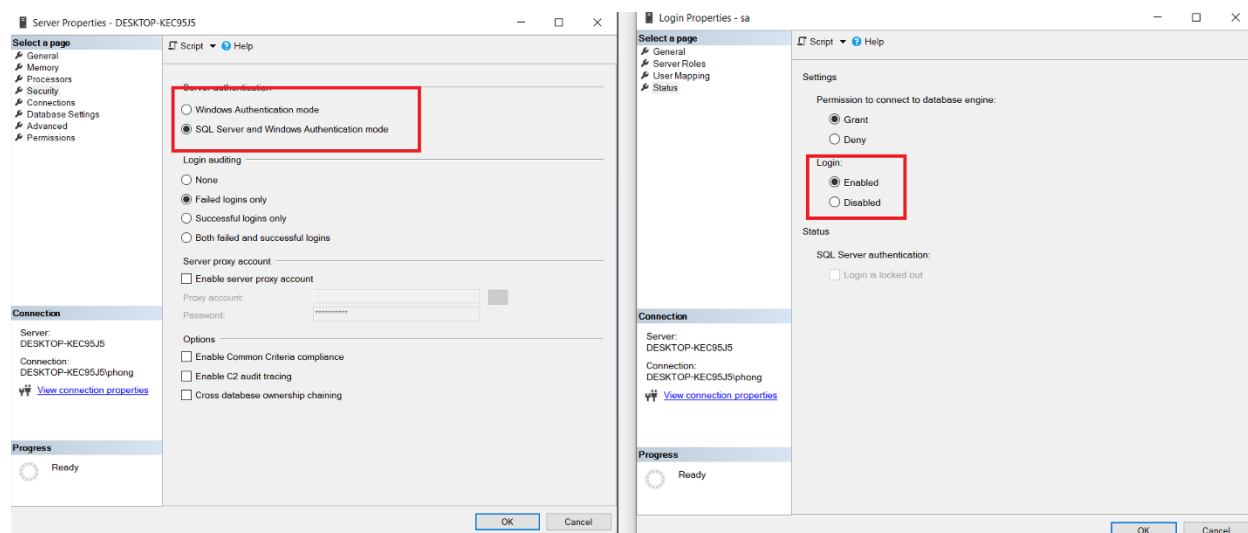 Server Properties - DESKTOP-KEC95J5
Select a page
General
Memory
Processors
Security
Connections
Database Settings
Advanced
Permissions
Script Help
Server authentication
Windows Authentication mode
SQL Server and Windows Authentication mode
Login auditing
None
Failed logins only
Successful logins only
Both failed and successful logins
Server proxy account
Enable server proxy account
Proxy account:
...
Password:
**********
Options
Enable Common Criteria compliance
Enable C2 audit tracing
Cross database ownership chaining
Connection
Server:
DESKTOP-KEC95J5
Connection:
DESKTOP-KEC95J5\phong
View connection properties
Progress
Ready
OK Cancel
Login Properties - sa
Select a page
General
Server Roles
User Mapping
Status
Script Help
Settings
Permission to connect to database engine:
Grant
Deny
Login:
Enabled
Disabled
Status
SQL Server authentication:
Login is locked out
Connection
Server:
DESKTOP-KEC95J5
Connection:
DESKTOP-KEC95J5\phong
View connection properties
Progress
Ready
OK Cancel